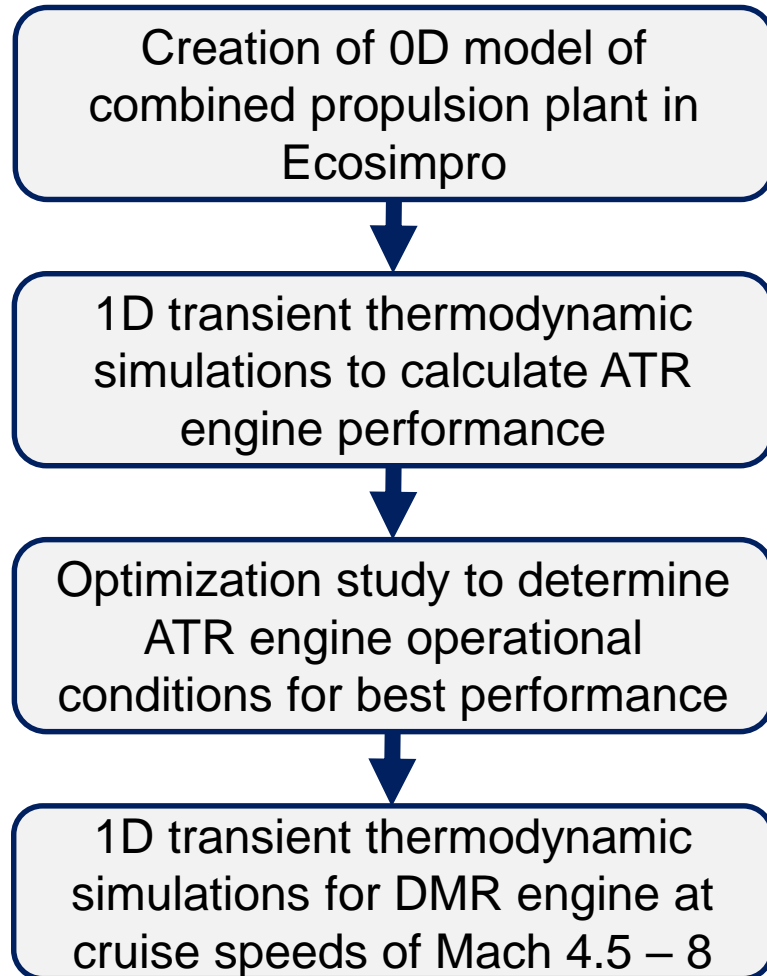 Creation of 0D model of
combined propulsion plant in
Ecosimpro
1D transient thermodynamic
simulations to calculate ATR
engine performance
Optimization study to determine
ATR engine operational
conditions for best performance
1D transient thermodynamic
simulations for DMR engine at
cruise speeds of Mach 4.5 – 8